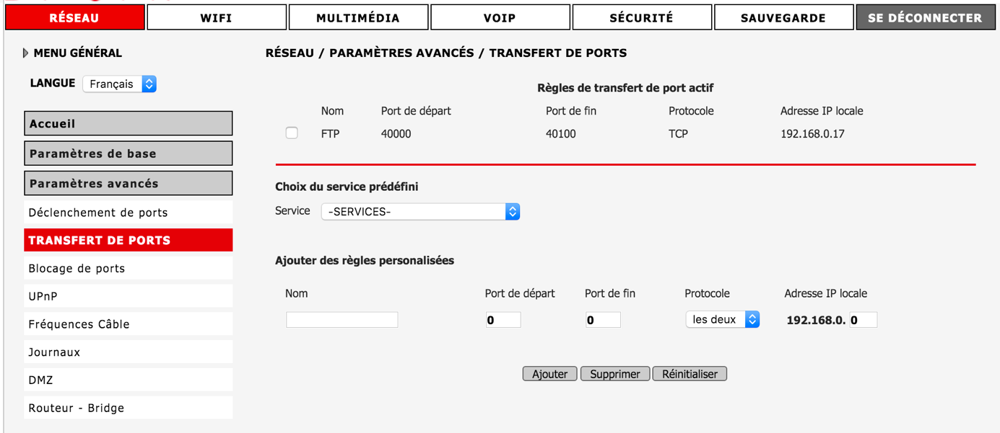 RÉSEAU WIFI MULTIMÉDIA VOIP SÉCURITÉ SAUVEGARDE SE DÉCONNECTER
MENU GÉNÉRAL
LANGUE Français
Accueil
Paramètres de base
Paramètres avancés
Déclenchement de ports
TRANSFERT DE PORTS
Blocage de ports
UPnP
Fréquences Câble
Journaux
DMZ
Routeur - Bridge
RÉSEAU / PARAMÈTRES AVANCÉS / TRANSFERT DE PORTS
Règles de transfert de port actif
Nom Port de départ Port de fin Protocole Adresse IP locale
FTP 40000 40100 TCP 192.168.0.17
Choix du service prédéfini
Service -SERVICES-
Ajouter des règles personalisées
Nom Port de départ Port de fin Protocole Adresse IP locale
0 0 les deux 192.168.0. 0
Ajouter Supprimer Réinitialiser